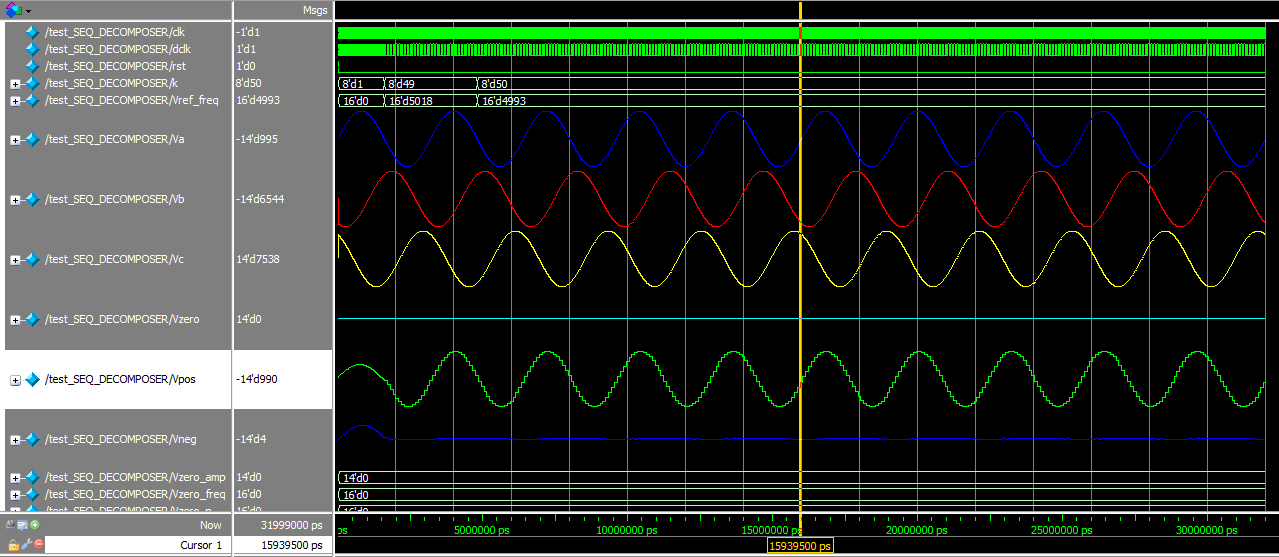 Msgs
/test_SEQ_DECOMPOSER/clk -1'd1
/test_SEQ_DECOMPOSER/dclk 1'd1
/test_SEQ_DECOMPOSER/rst 1'd0
/test_SEQ_DECOMPOSER/k 8'd50 8'd1 8'd49 8'd50
/test_SEQ_DECOMPOSER/Vref_freq 16'd4993 16'd0 16'd5018 16'd4993
/test_SEQ_DECOMPOSER/Va -14'd995
/test_SEQ_DECOMPOSER/Vb -14'd6544
/test_SEQ_DECOMPOSER/Vc 14'd7538
/test_SEQ_DECOMPOSER/Vzero 14'd0
/test_SEQ_DECOMPOSER/Vpos -14'd990
/test_SEQ_DECOMPOSER/Vneg -14'd4
/test_SEQ_DECOMPOSER/Vzero_amp 14'd0 14'd0
/test_SEQ_DECOMPOSER/Vzero_freq 16'd0 16'd0
Now 31999000 ps ps 5000000 ps 10000000 ps 15000000 ps 20000000 ps 25000000 ps 30000000 ps
Cursor 1 15939500 ps 15939500 ps